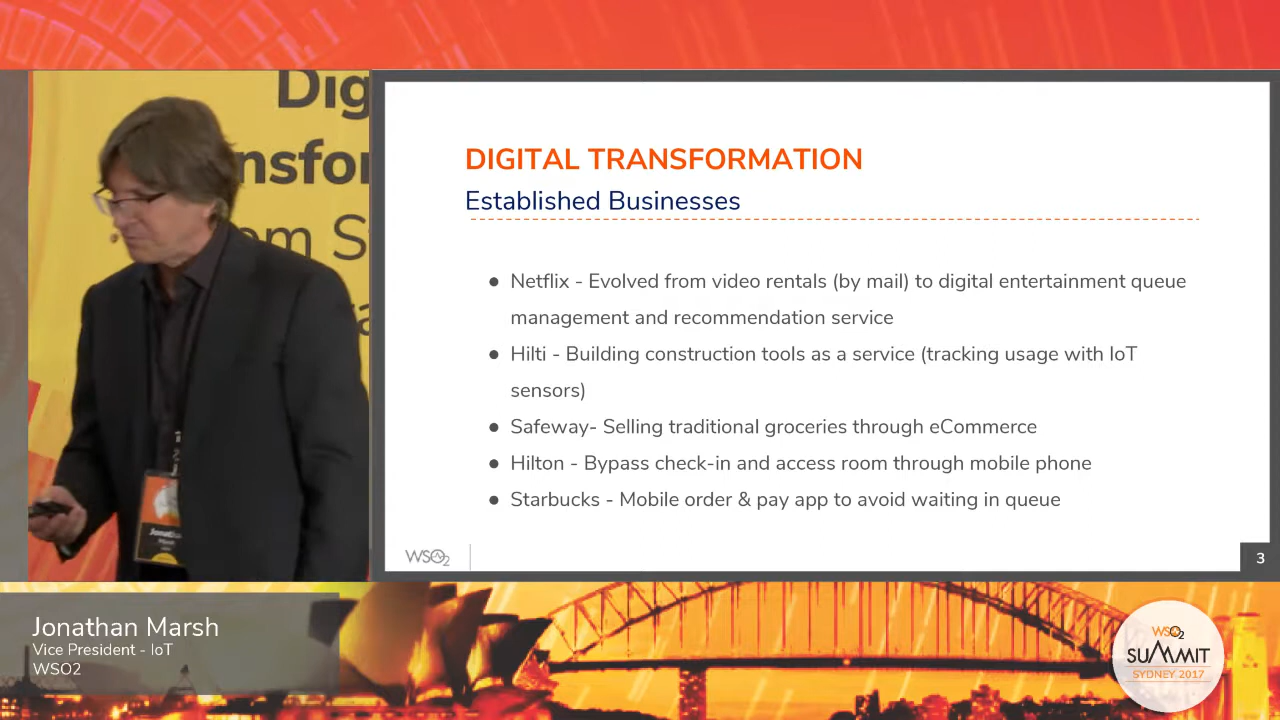 Dig
nsfor
om S
DIGITAL TRANSFORMATION
Established Businesses
● Netflix - Evolved from video rentals (by mail) to digital entertainment queue
management and recommendation service
● Hilti - Building construction tools as a service (tracking usage with IoT
sensors)
● Safeway- Selling traditional groceries through eCommerce
● Hilton - Bypass check-in and access room through mobile phone
● Starbucks - Mobile order & pay app to avoid waiting in queue
WSO2
3
Jonathan Marsh
Vice President - IoT
WSO2
WSO2
SUMMIT
SYDNEY 2017